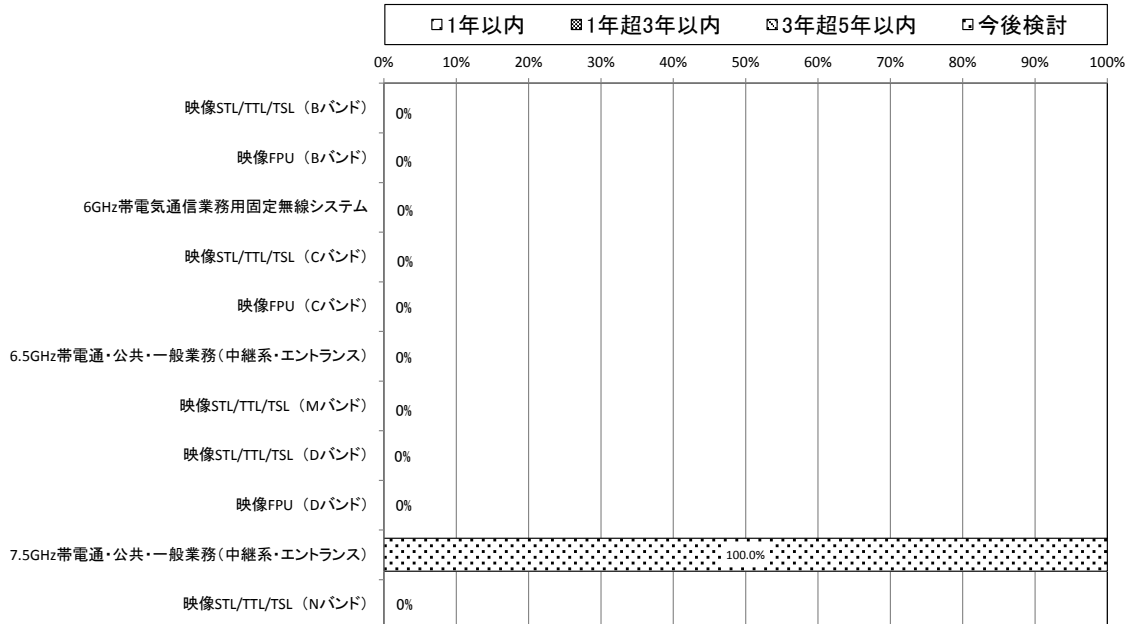 1年以内 1年超3年以内 3年超5年以内 今後検討
0% 10% 20% 30% 40% 50% 60% 70% 80% 90% 100%
映像STL/TTL/TSL（Bバンド） 0%
映像FPU（Bバンド） 0%
6GHz帯電気通信業務用固定無線システム 0%
映像STL/TTL/TSL（Cバンド） 0%
映像FPU（Cバンド） 0%
6.5GHz帯電通・公共・一般業務（中継系・エントランス） 0%
映像STL/TTL/TSL（Mバンド） 0%
映像STL/TTL/TSL（Dバンド） 0%
映像FPU（Dバンド） 0%
7.5GHz帯電通・公共・一般業務（中継系・エントランス） 100.0%
映像STL/TTL/TSL（Nバンド） 0%